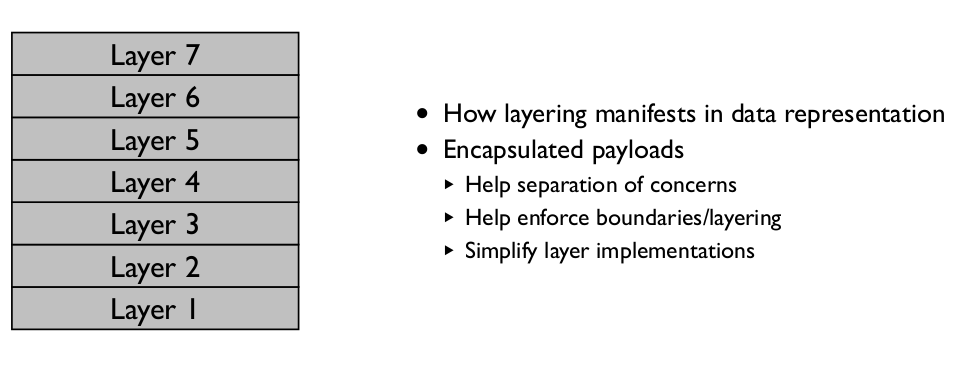 Layer 7
Layer 6
Layer 5
Layer 4
Layer 3
Layer 2
Layer 1
• How layering manifests in data representation
• Encapsulated payloads
‣ Help separation of concerns
‣ Help enforce boundaries/layering
‣ Simplify layer implementations